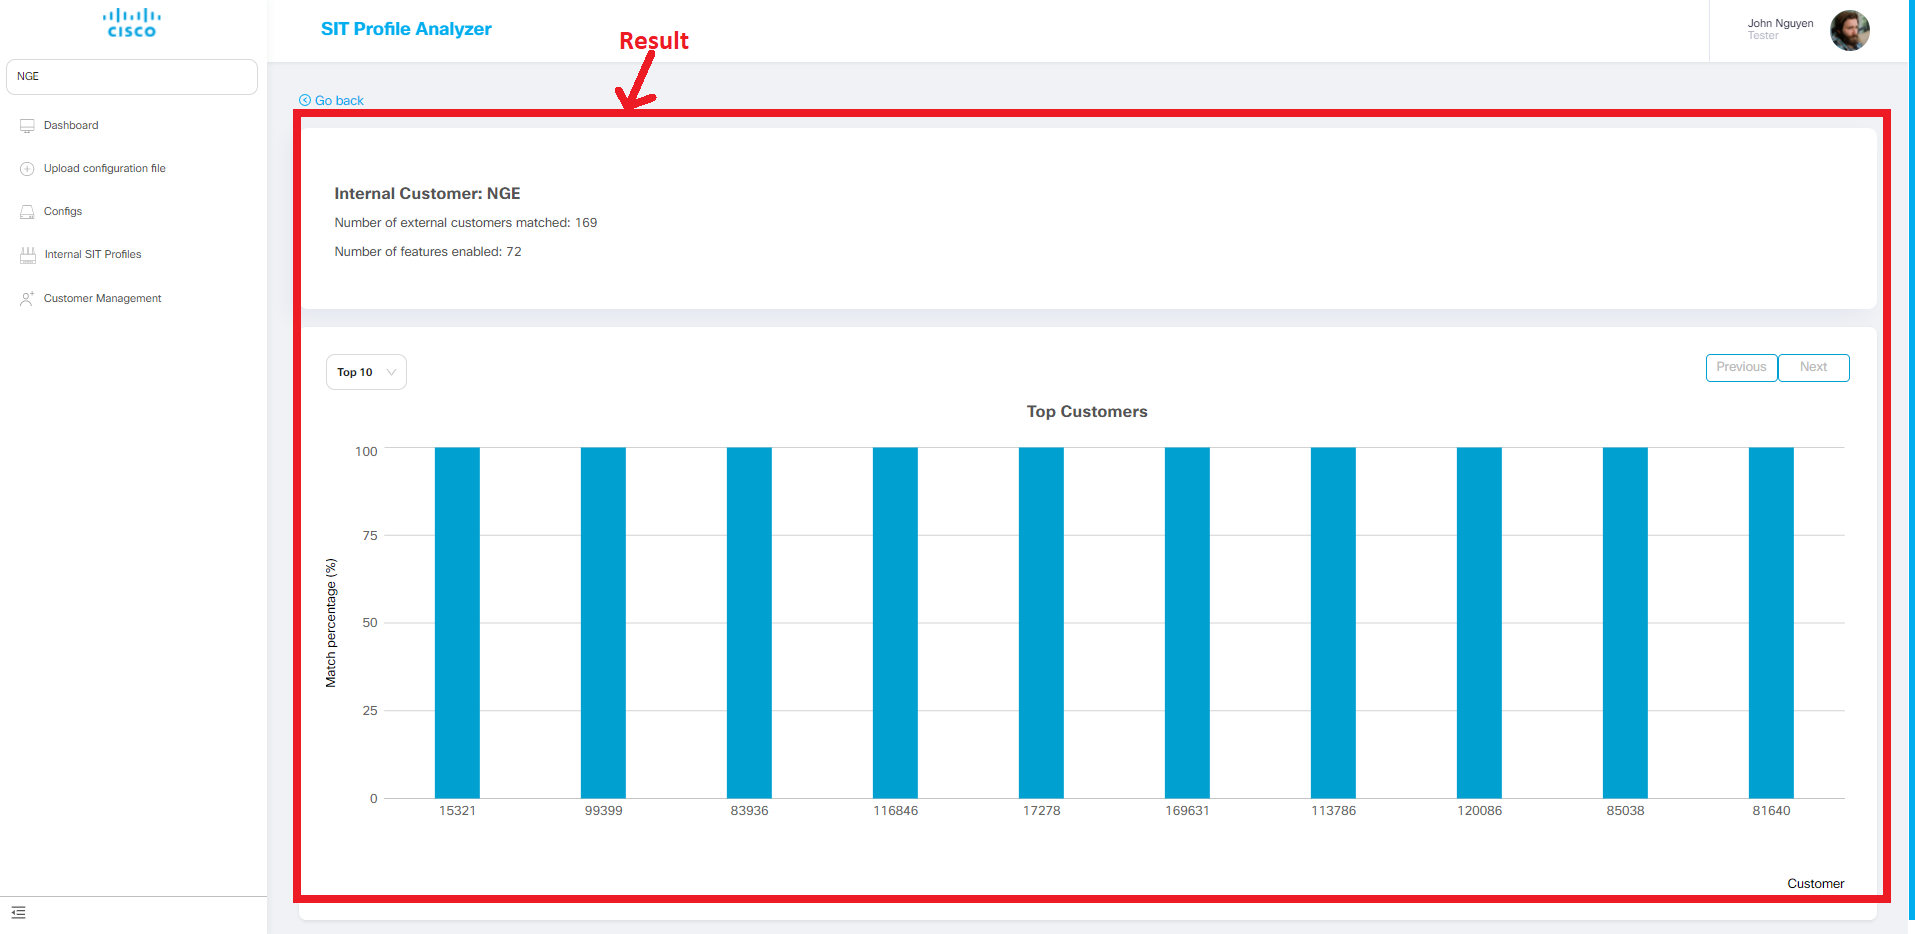 CISCO
SIT Profile Analyzer
Result
John Nguyen
Tester
NGE
Dashboard
Upload configuration file
Configs
Internal SIT Profiles
Customer Management
Go back
Internal Customer: NGE
Number of external customers matched: 169
Number of features enabled: 72
Top 10
Previous
Next
Top Customers
Match percentage (%)
100
75
50
25
0
15321
99399
83936
116846
17278
169631
113786
120086
85038
81640
Customer